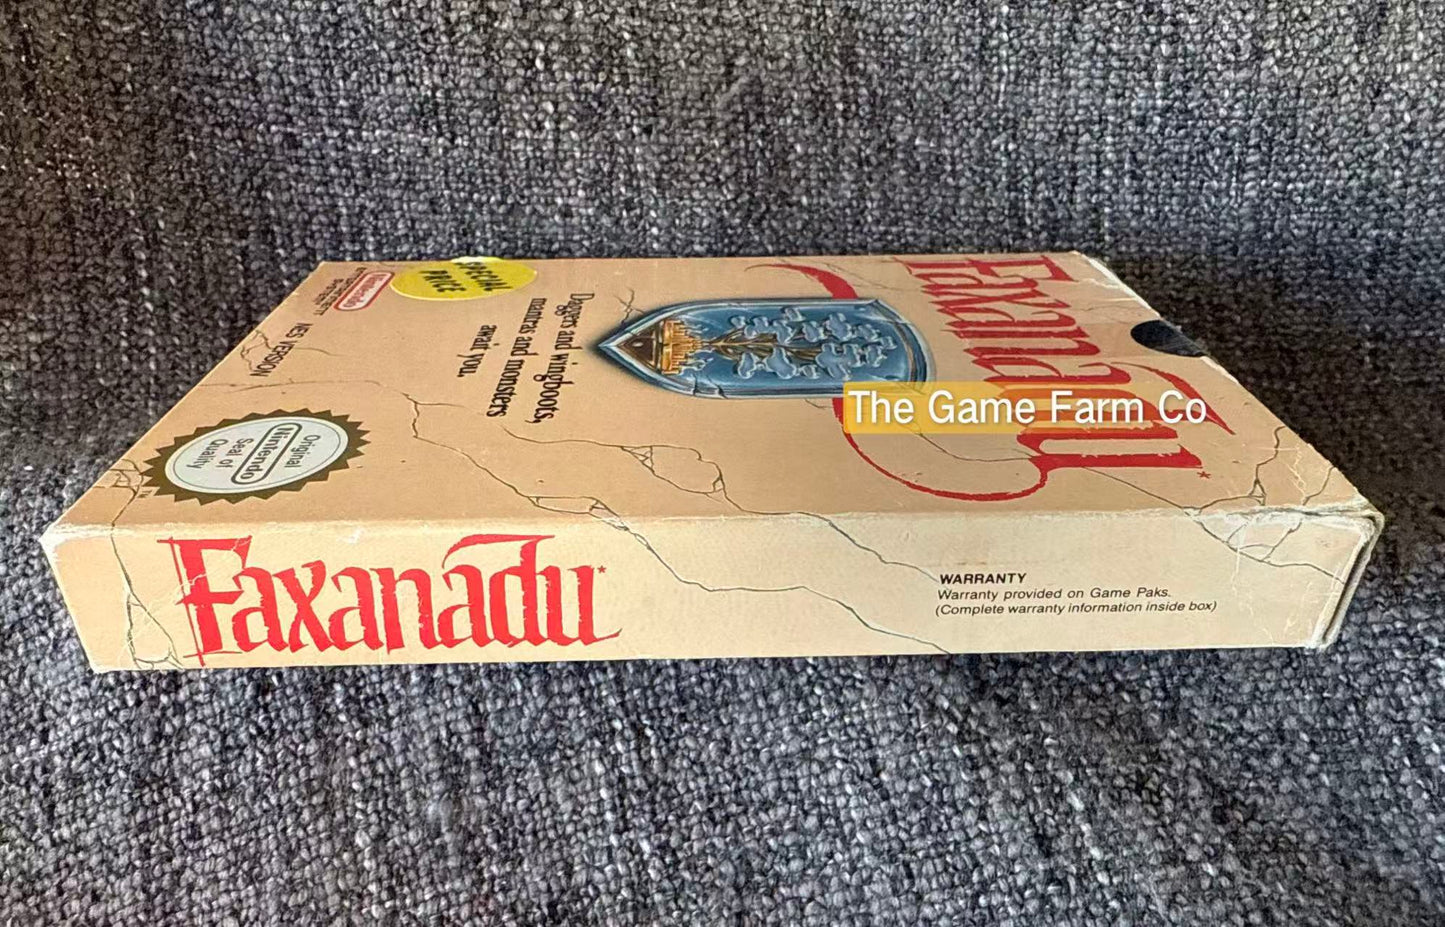 Faxanadu*
Daggers and wingboots,
mantras and monsters
await you.
SPECIAL
PRICE
Nintendo
NES VERSION
Original
Nintendo
Seal of
Quality
TM
The Game Farm Co
Faxanadu*
WARRANTY
Warranty provided on Game Paks.
(Complete warranty information inside box)